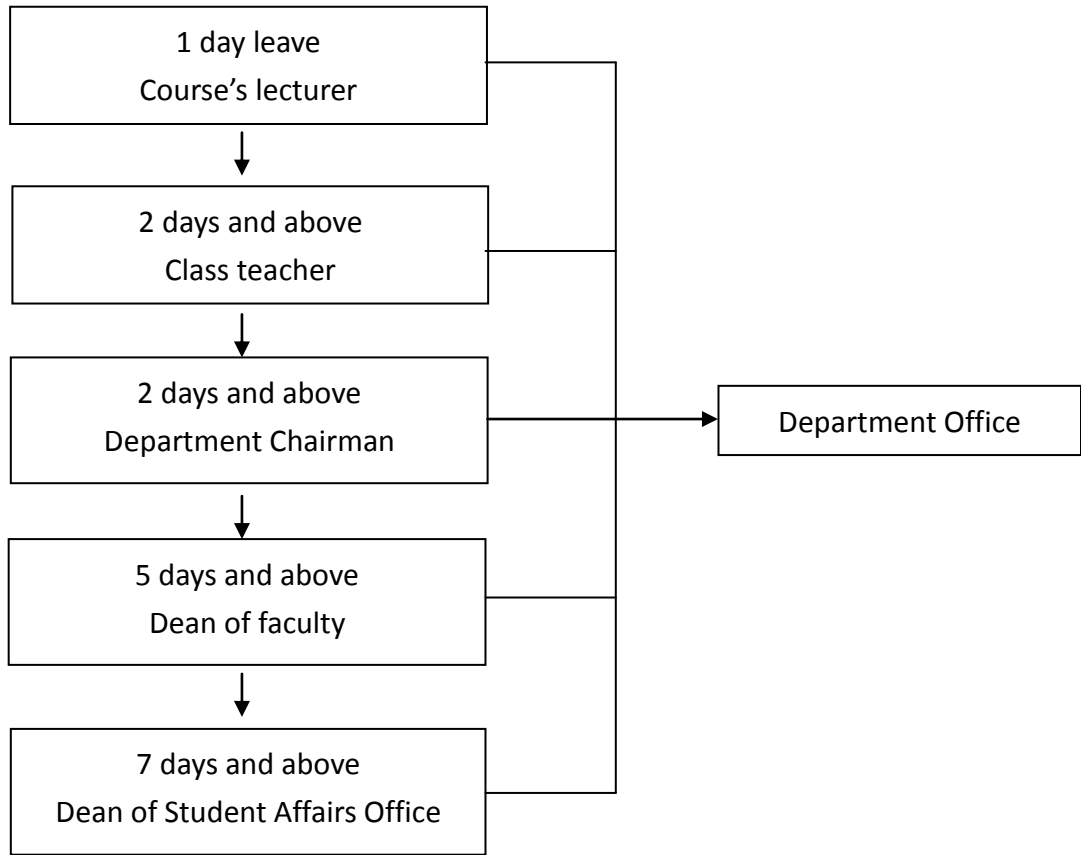 1 day leave
Course’s lecturer
2 days and above
Class teacher
2 days and above
Department Chairman
Department Office
5 days and above
Dean of faculty
7 days and above
Dean of Student Affairs Office